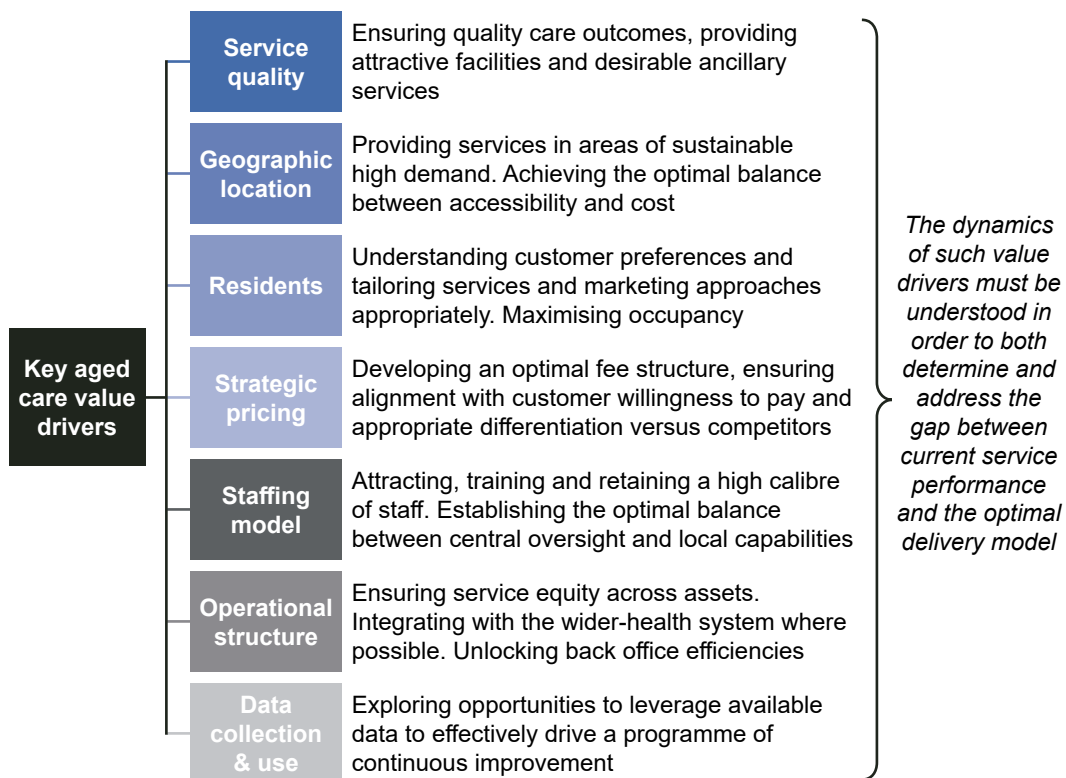 Key aged
care value
drivers
Service
quality
Ensuring quality care outcomes, providing
attractive facilities and desirable ancillary
services
Geographic
location
Providing services in areas of sustainable
high demand. Achieving the optimal balance
between accessibility and cost
Residents
Understanding customer preferences and
tailoring services and marketing approaches
appropriately. Maximising occupancy
Strategic
pricing
Developing an optimal fee structure, ensuring
alignment with customer willingness to pay and
appropriate differentiation versus competitors
Staffing
model
Attracting, training and retaining a high calibre
of staff. Establishing the optimal balance
between central oversight and local capabilities
Operational
structure
Ensuring service equity across assets.
Integrating with the wider-health system where
possible. Unlocking back office efficiencies
Data
collection
& use
Exploring opportunities to leverage available
data to effectively drive a programme of
continuous improvement
The dynamics
of such value
drivers must be
understood in
order to both
determine and
address the
gap between
current service
performance
and the optimal
delivery model